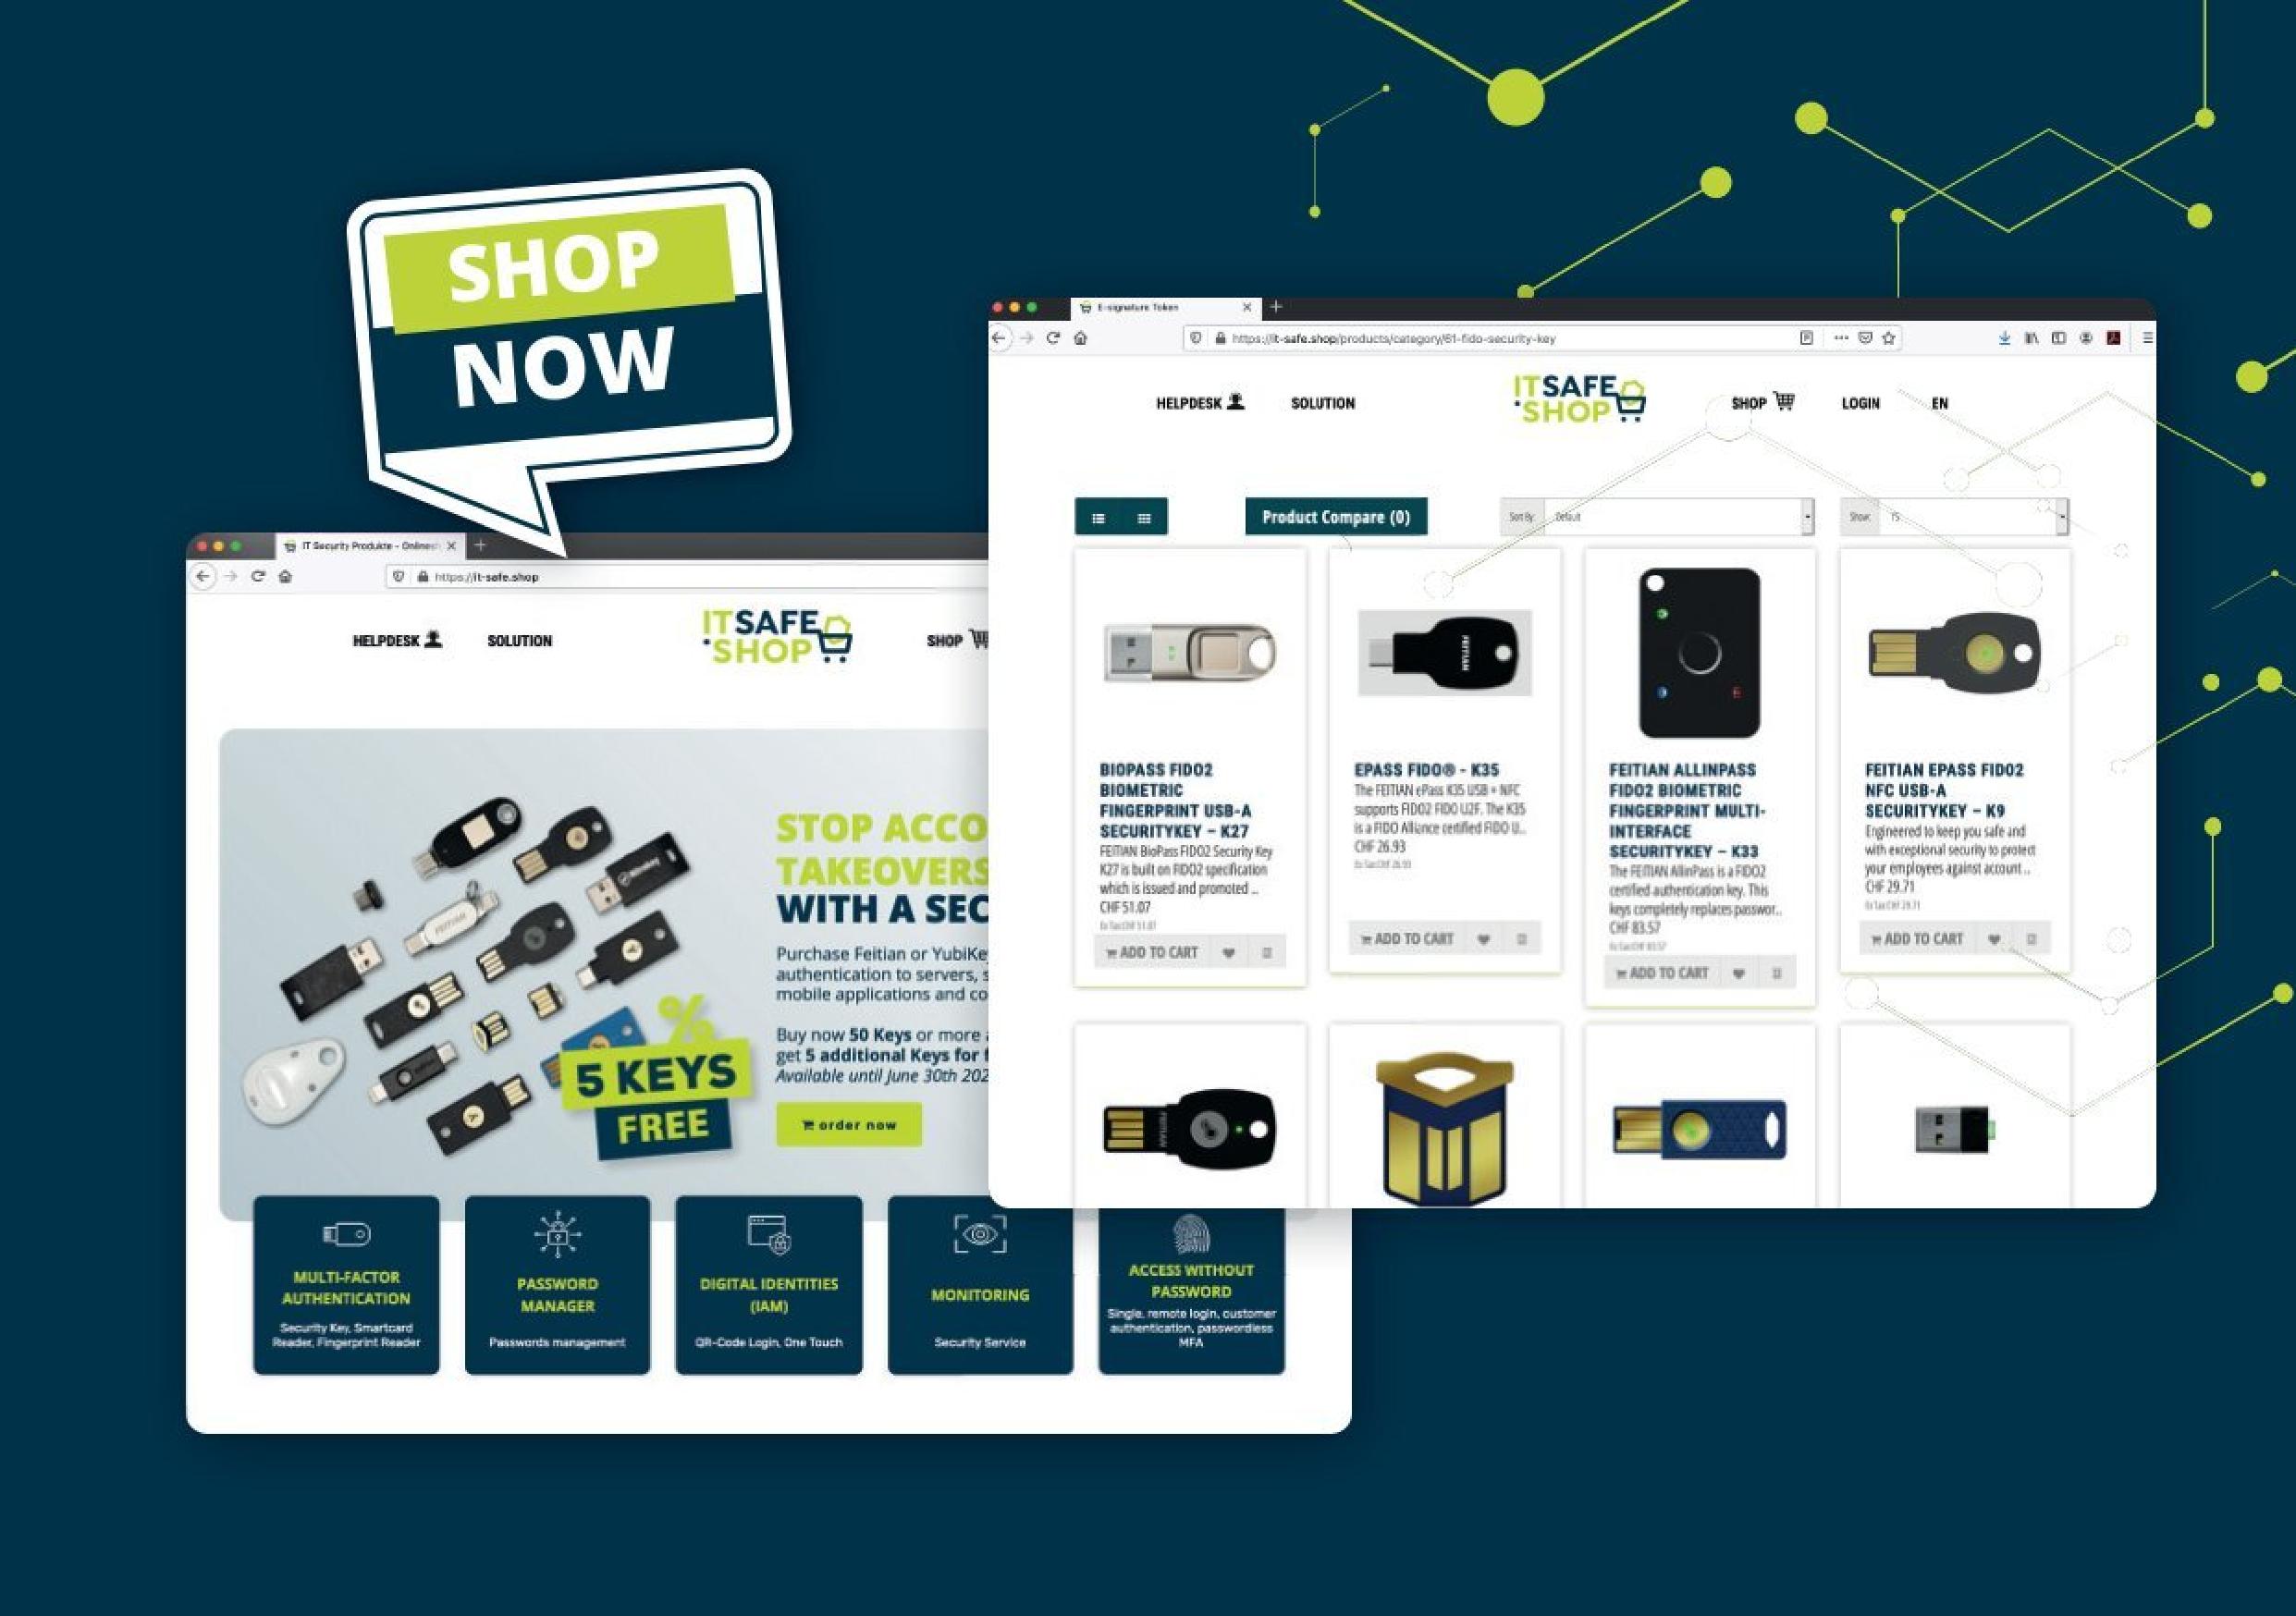 SHOP
NOW
IT Security Produkte - Onlines
https://it-safe.shop
HELPDESK
SOLUTION
ITSAFE
SHOP
SHOP
STOP ACCO
TAKEOVERS
WITH A SEC
Purchase Feitian or YubiKe
authentication to servers, s
mobile applications and co
Buy now 50 Keys or more
get 5 additional Keys for f
Available until June 30th 202
order now
%
5 KEYS
FREE
FEITIAN
MULTI-FACTOR
AUTHENTICATION
Security Key, Smartcard
Reader, Fingerprint Reader
PASSWORD
MANAGER
Passwords management
DIGITAL IDENTITIES
(IAM)
QR-Code Login, One Touch
MONITORING
Security Service
ACCESS WITHOUT
PASSWORD
Single, remote login, customer
authentication, passwordless
MFA
E-signature Token
https://it-safe.shop/products/category/61-fido-security-key
HELPDESK
SOLUTION
ITSAFE
SHOP
SHOP
LOGIN
EN
Product Compare (0)
Sort By:
Default
Show:
15
FEITIAN
BIOPASS FIDO2
BIOMETRIC
FINGERPRINT USB-A
SECURITYKEY – K27
FEITIAN BioPass FIDO2 Security Key
K27 is built on FIDO2 specification
which is issued and promoted ..
CHF 51.07
Ex Tax:CHF 51.07
ADD TO CART
EPASS FIDO® - K35
The FEITIAN ePass K35 USB + NFC
supports FIDO2 FIDO U2F. The K35
is a FIDO Alliance certified FIDO U..
CHF 26.93
Ex Tax:CHF 26.93
ADD TO CART
FEITIAN ALLINPASS
FIDO2 BIOMETRIC
FINGERPRINT MULTI-
INTERFACE
SECURITYKEY – K33
The FEITIAN AllinPass is a FIDO2
certified authentication key. This
keys completely replaces passwor..
CHF 83.57
Ex Tax:CHF 83.57
ADD TO CART
FEITIAN EPASS FIDO2
NFC USB-A
SECURITYKEY – K9
Engineered to keep you safe and
with exceptional security to protect
your employees against account ..
CHF 29.71
Ex Tax:CHF 29.71
ADD TO CART
FEITIAN